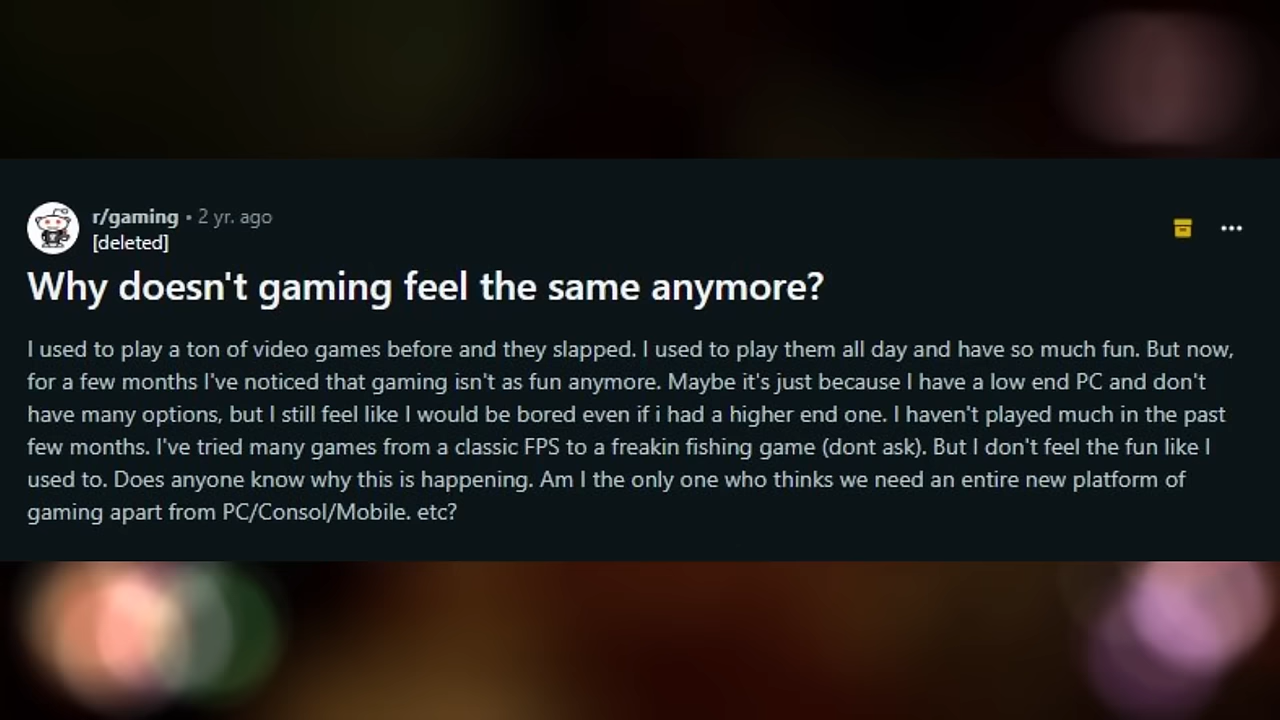 r/gaming • 2 yr. ago
[deleted]
Why doesn't gaming feel the same anymore?
I used to play a ton of video games before and they slapped. I used to play them all day and have so much fun. But now,
for a few months I've noticed that gaming isn't as fun anymore. Maybe it's just because I have a low end PC and don't
have many options, but I still feel like I would be bored even if i had a higher end one. I haven't played much in the past
few months. I've tried many games from a classic FPS to a freakin fishing game (dont ask). But I don't feel the fun like I
used to. Does anyone know why this is happening. Am I the only one who thinks we need an entire new platform of
gaming apart from PC/Consol/Mobile. etc?